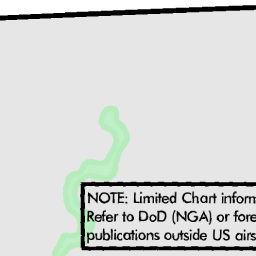 NOTE: Limited Chart inform
Refer to DoD (NGA) or fore
publications outside US airs